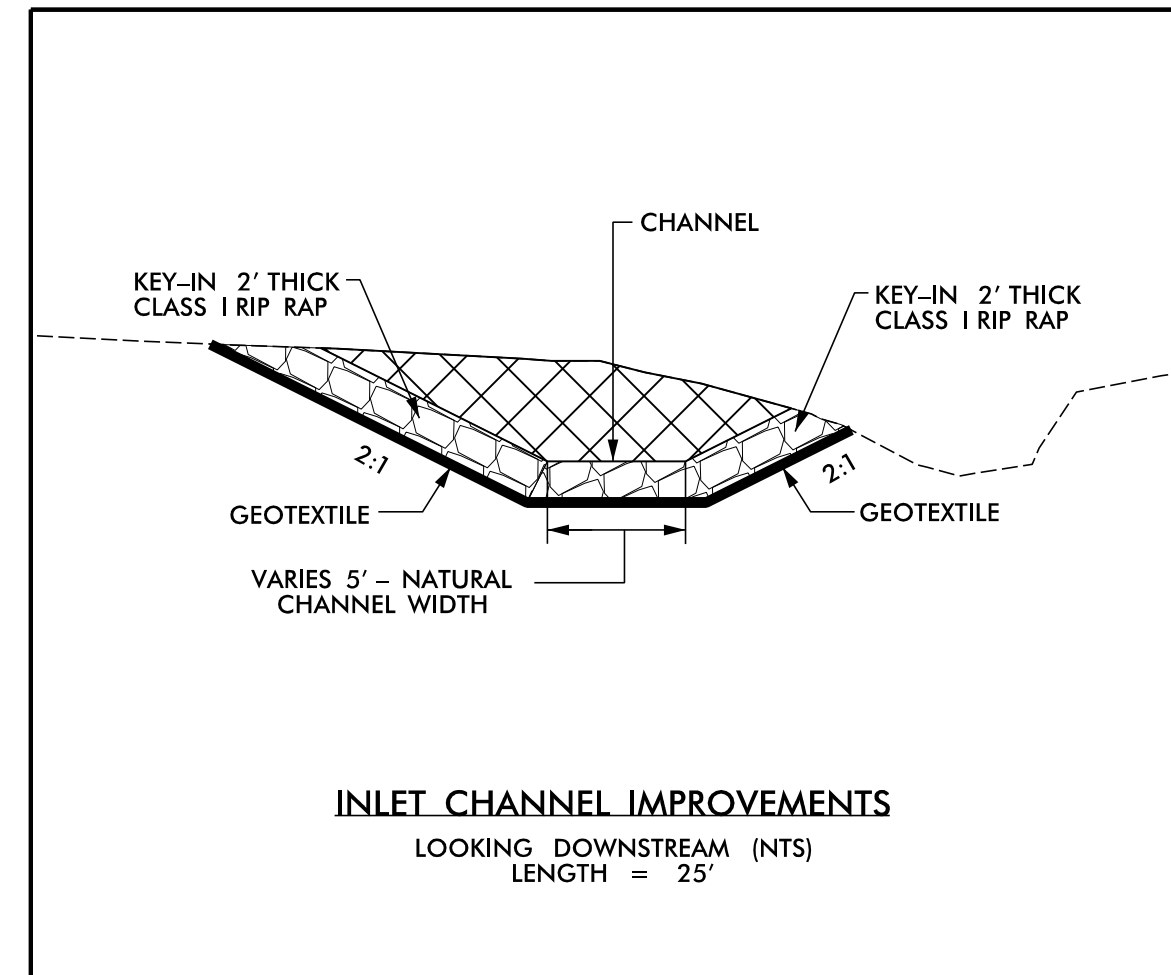 CHANNEL
KEY–IN 2' THICK
CLASS I RIP RAP
KEY–IN 2' THICK
CLASS I RIP RAP
2:1
2:1
GEOTEXTILE
GEOTEXTILE
VARIES 5' – NATURAL
CHANNEL WIDTH
INLET CHANNEL IMPROVEMENTS
LOOKING DOWNSTREAM (NTS)
LENGTH = 25'